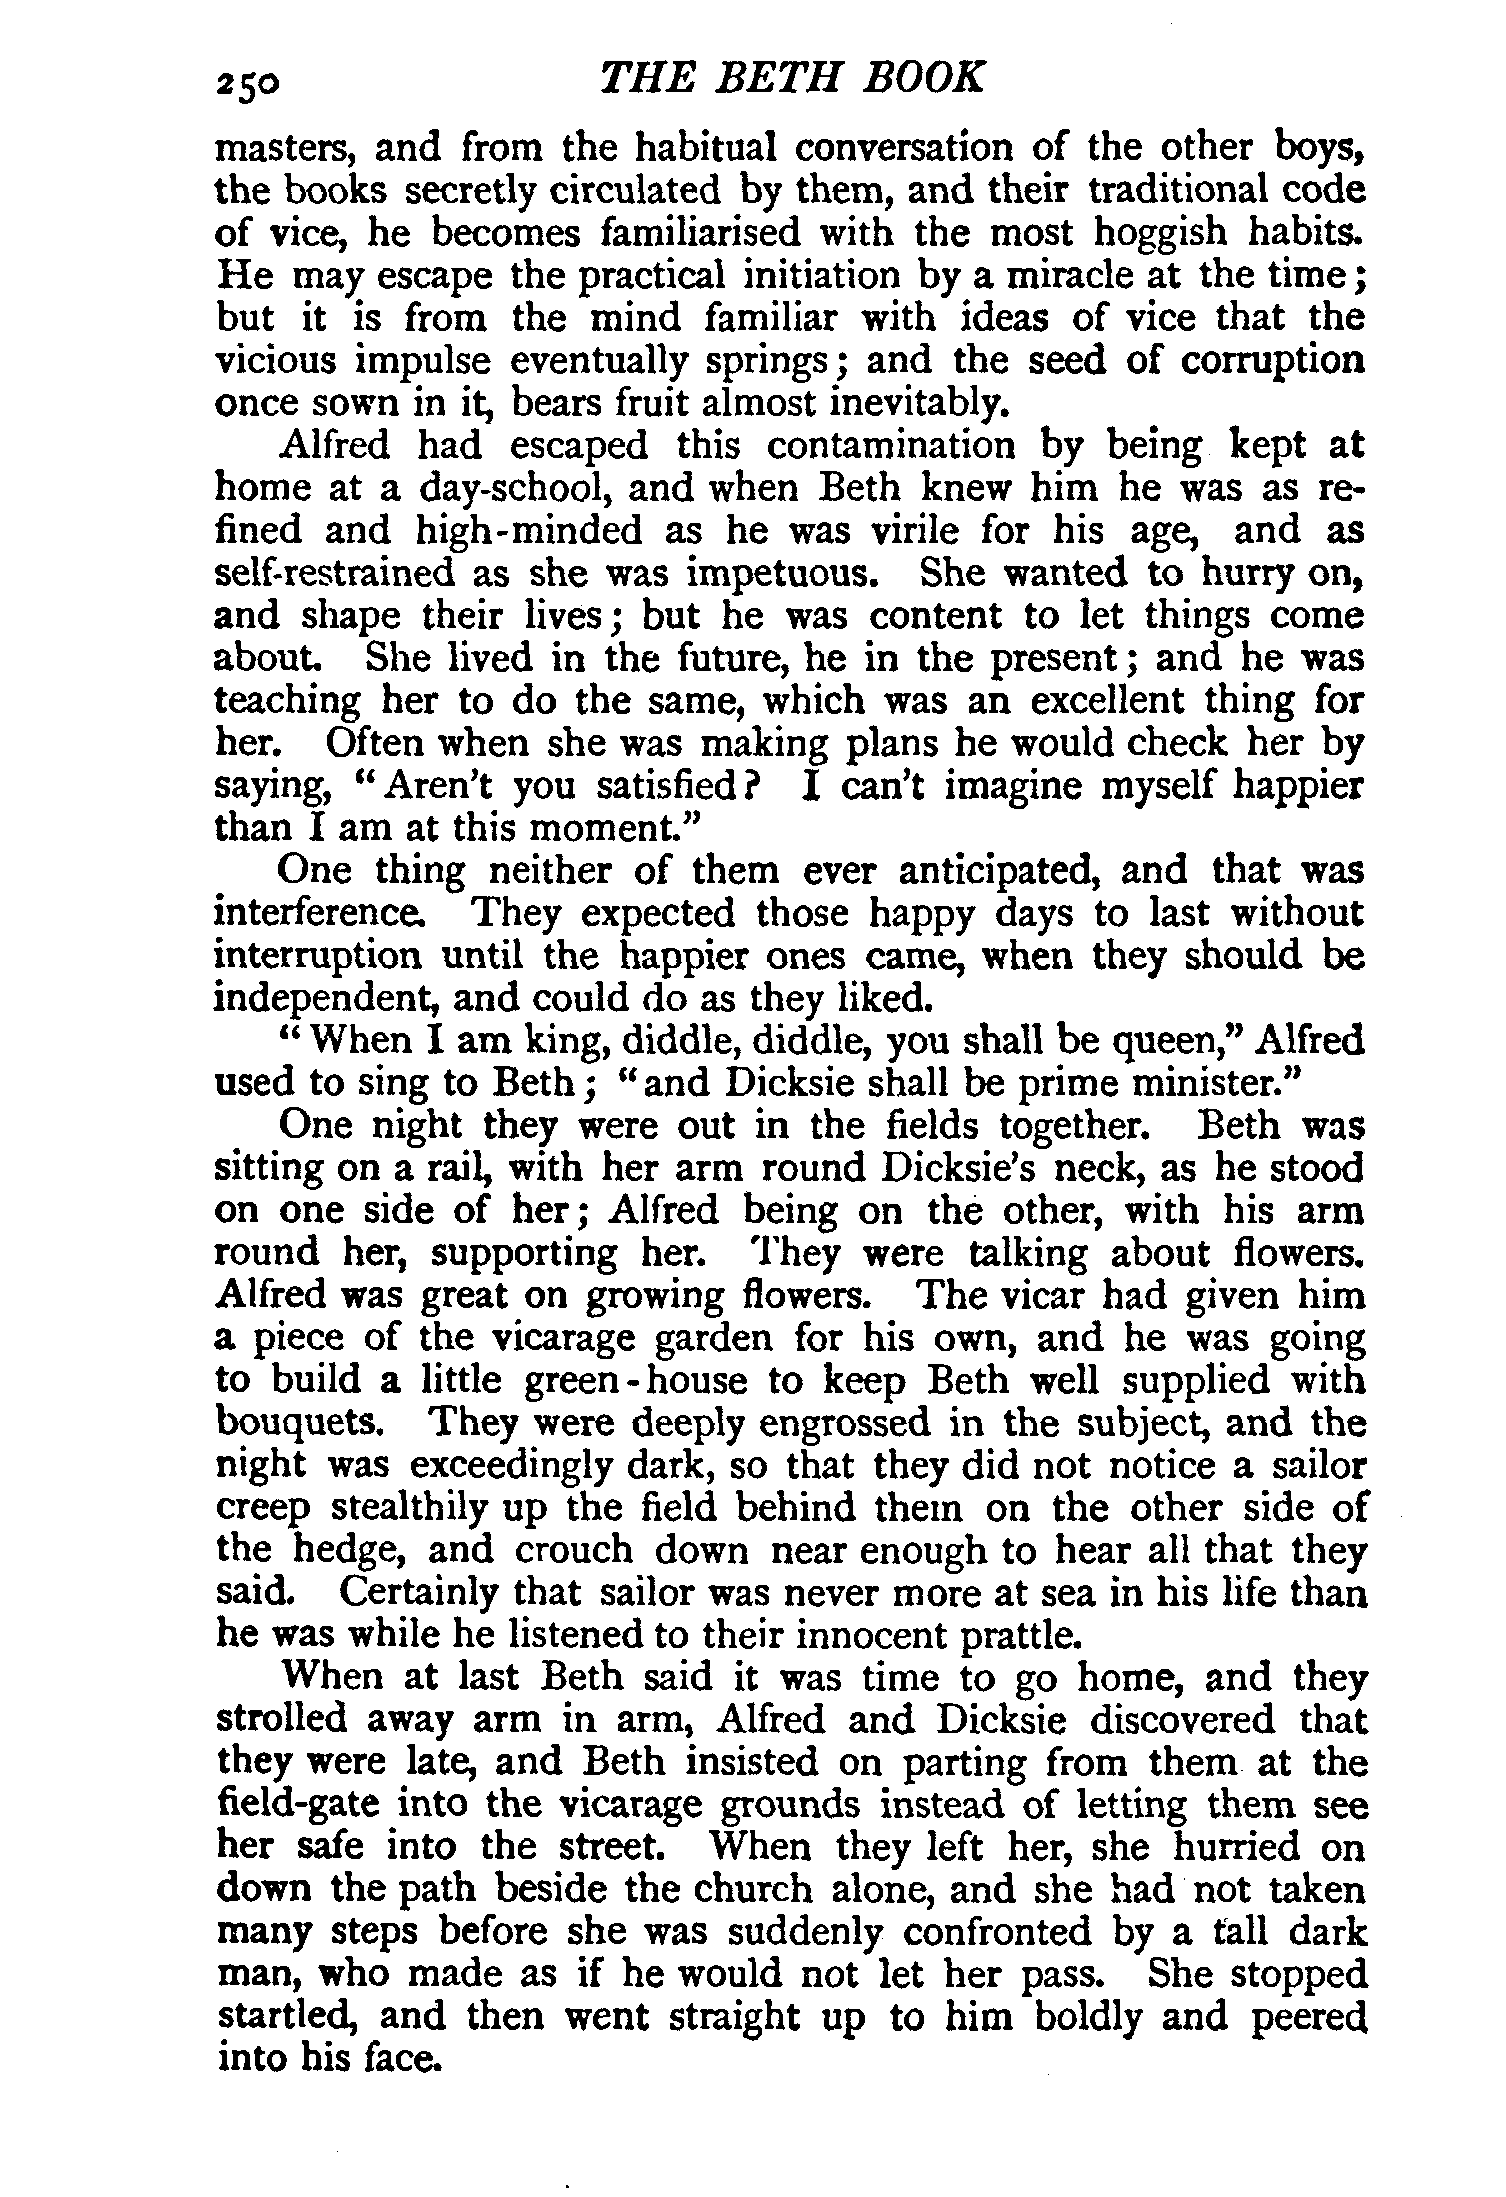 250 THE BETH BOOK
masters, and from the habitual conversation of the other boys,
the books secretly circulated by them, and their traditional code
of vice, he becomes familiarised with the most hoggish habits.
He may escape the practical initiation by a miracle at the time;
but it is from the mind familiar with ideas of vice that the
vicious impulse eventually springs; and the seed of corruption
once sown in it, bears fruit almost inevitably.
Alfred had escaped this contamination by being kept at
home at a day-school, and when Beth knew him he was as re-
fined and high-minded as he was virile for his age, and as
self-restrained as she was impetuous. She wanted to hurry on,
and shape their lives; but he was content to let things come
about. She lived in the future, he in the present; and he was
teaching her to do the same, which was an excellent thing for
her. Often when she was making plans he would check her by
saying, "Aren't you satisfied? I can't imagine myself happier
than I am at this moment."
One thing neither of them ever anticipated, and that was
interference. They expected those happy days to last without
interruption until the happier ones came, when they should be
independent, and could do as they liked.
"When I am king, diddle, diddle, you shall be queen," Alfred
used to sing to Beth; "and Dicksie shall be prime minister."
One night they were out in the fields together. Beth was
sitting on a rail, with her arm round Dicksie's neck, as he stood
on one side of her; Alfred being on the other, with his arm
round her, supporting her. They were talking about flowers.
Alfred was great on growing flowers. The vicar had given him
a piece of the vicarage garden for his own, and he was going
to build a little green-house to keep Beth well supplied with
bouquets. They were deeply engrossed in the subject, and the
night was exceedingly dark, so that they did not notice a sailor
creep stealthily up the field behind them on the other side of
the hedge, and crouch down near enough to hear all that they
said. Certainly that sailor was never more at sea in his life than
he was while he listened to their innocent prattle.
When at last Beth said it was time to go home, and they
strolled away arm in arm, Alfred and Dicksie discovered that
they were late, and Beth insisted on parting from them at the
field-gate into the vicarage grounds instead of letting them see
her safe into the street. When they left her, she hurried on
down the path beside the church alone, and she had not taken
many steps before she was suddenly confronted by a tall dark
man, who made as if he would not let her pass. She stopped
startled, and then went straight up to him boldly and peered
into his face.